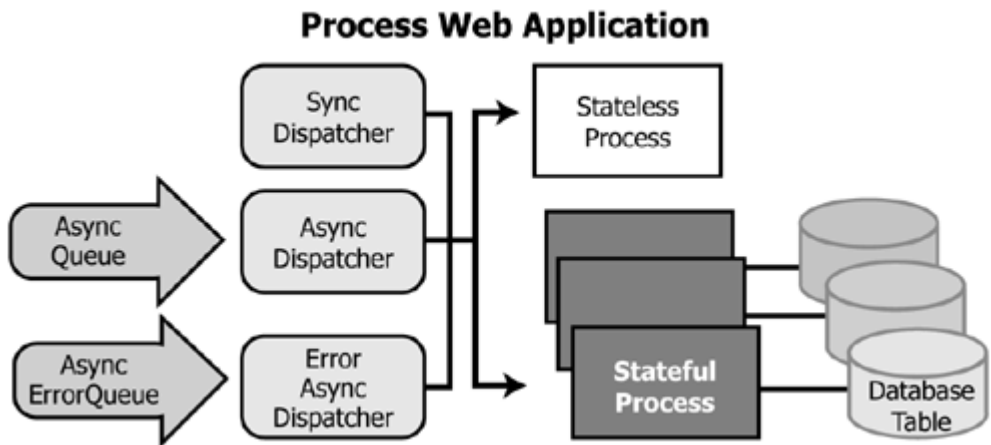 Process Web Application
Sync
Dispatcher
Stateless
Process
Async
Queue
Async
Dispatcher
Async
ErrorQueue
Error
Async
Dispatcher
Stateful
Process
Database
Table